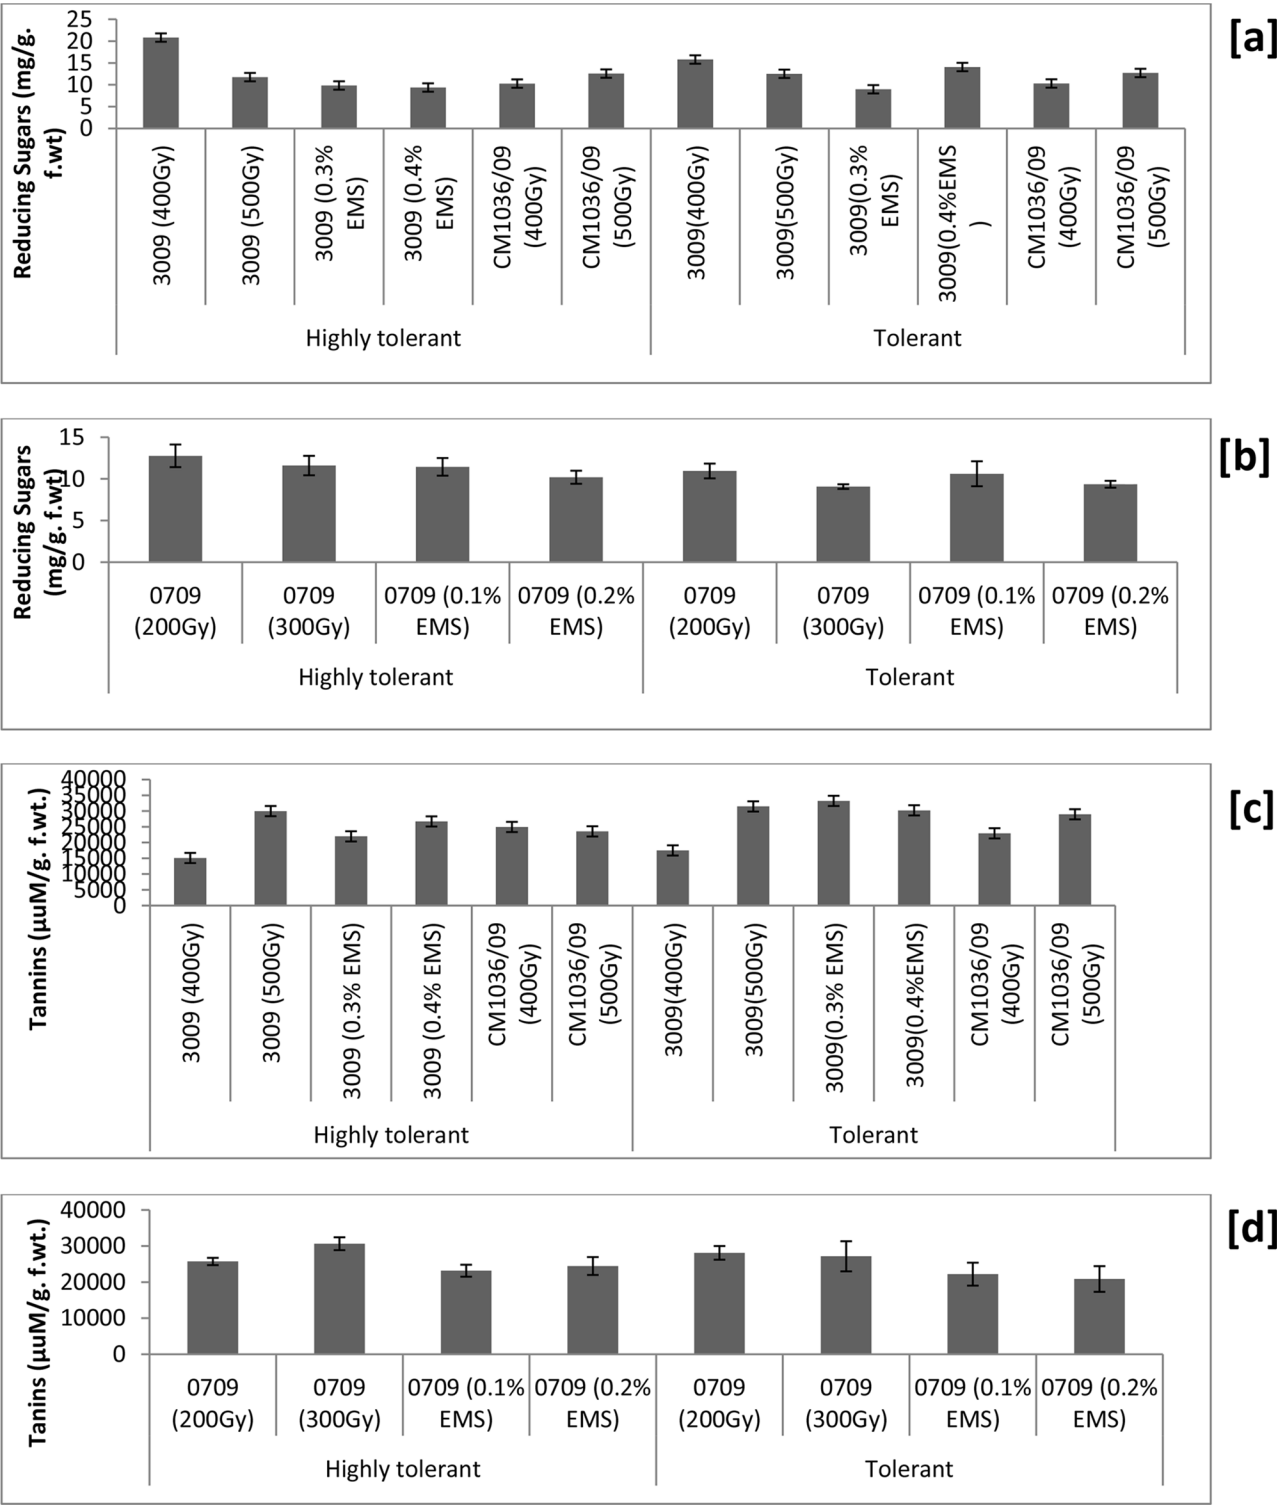 [a]
Reducing Sugars (mg/g.
f.wt)
25
20
15
10
5
0
3009 (400Gy)
3009 (500Gy)
3009 (0.3%
EMS)
3009 (0.4%
EMS)
CM1036/09
(400Gy)
CM1036/09
(500Gy)
3009(400Gy)
3009(500Gy)
3009(0.3%
EMS)
3009(0.4%EMS
)
CM1036/09
(400Gy)
CM1036/09
(500Gy)
Highly tolerant
Tolerant
[b]
Reducing Sugars
(mg/g. f.wt)
15
10
5
0
0709
(200Gy)
0709
(300Gy)
0709 (0.1%
EMS)
0709 (0.2%
EMS)
0709
(200Gy)
0709
(300Gy)
0709 (0.1%
EMS)
0709 (0.2%
EMS)
Highly tolerant
Tolerant
[c]
Tannins (µuM/g. f.wt.)
40000
35000
30000
25000
20000
15000
10000
5000
0
3009 (400Gy)
3009 (500Gy)
3009 (0.3% EMS)
3009 (0.4% EMS)
CM1036/09
(400Gy)
CM1036/09
(500Gy)
3009(400Gy)
3009(500Gy)
3009(0.3% EMS)
3009(0.4%EMS)
CM1036/09
(400Gy)
CM1036/09
(500Gy)
Highly tolerant
Tolerant
[d]
Tanins (µuM/g. f.wt.)
40000
30000
20000
10000
0
0709
(200Gy)
0709
(300Gy)
0709 (0.1%
EMS)
0709 (0.2%
EMS)
0709
(200Gy)
0709
(300Gy)
0709 (0.1%
EMS)
0709 (0.2%
EMS)
Highly tolerant
Tolerant